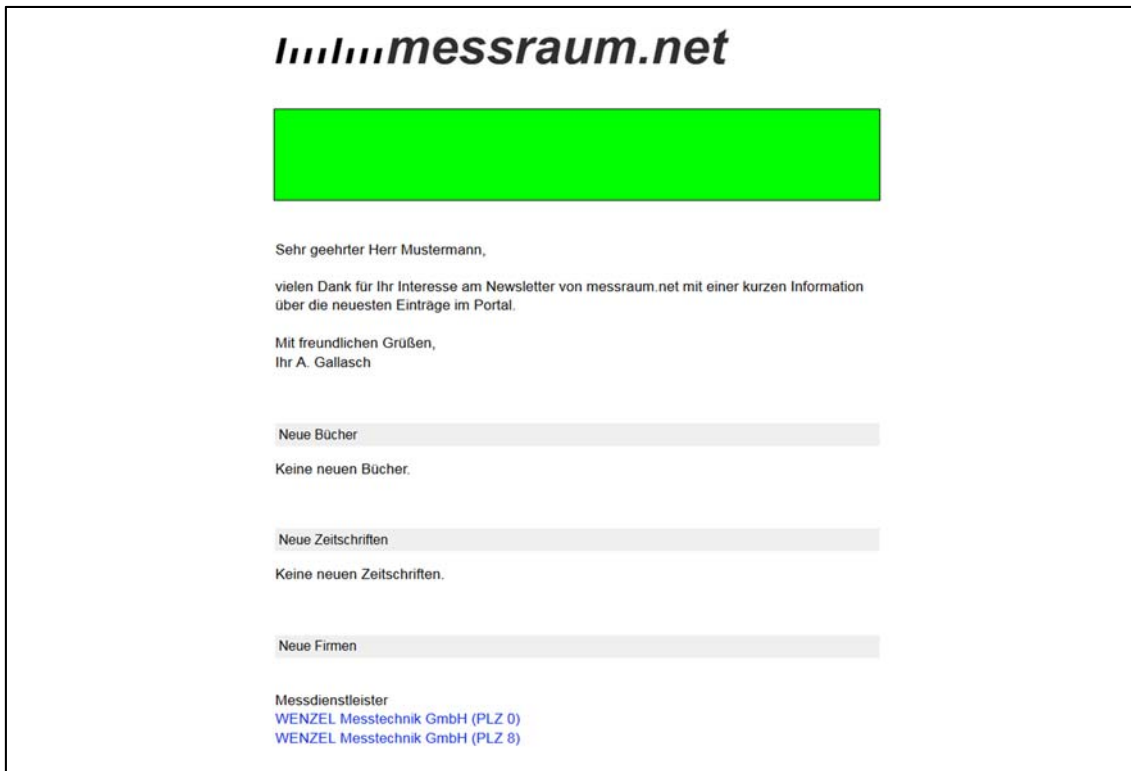 messraum.net
Sehr geehrter Herr Mustermann,
vielen Dank für Ihr Interesse am Newsletter von messraum.net mit einer kurzen Information
über die neuesten Einträge im Portal.
Mit freundlichen Grüßen,
Ihr A. Gallasch
Neue Bücher
Keine neuen Bücher.
Neue Zeitschriften
Keine neuen Zeitschriften.
Neue Firmen
Messdienstleister
WENZEL Messtechnik GmbH (PLZ 0)
WENZEL Messtechnik GmbH (PLZ 8)